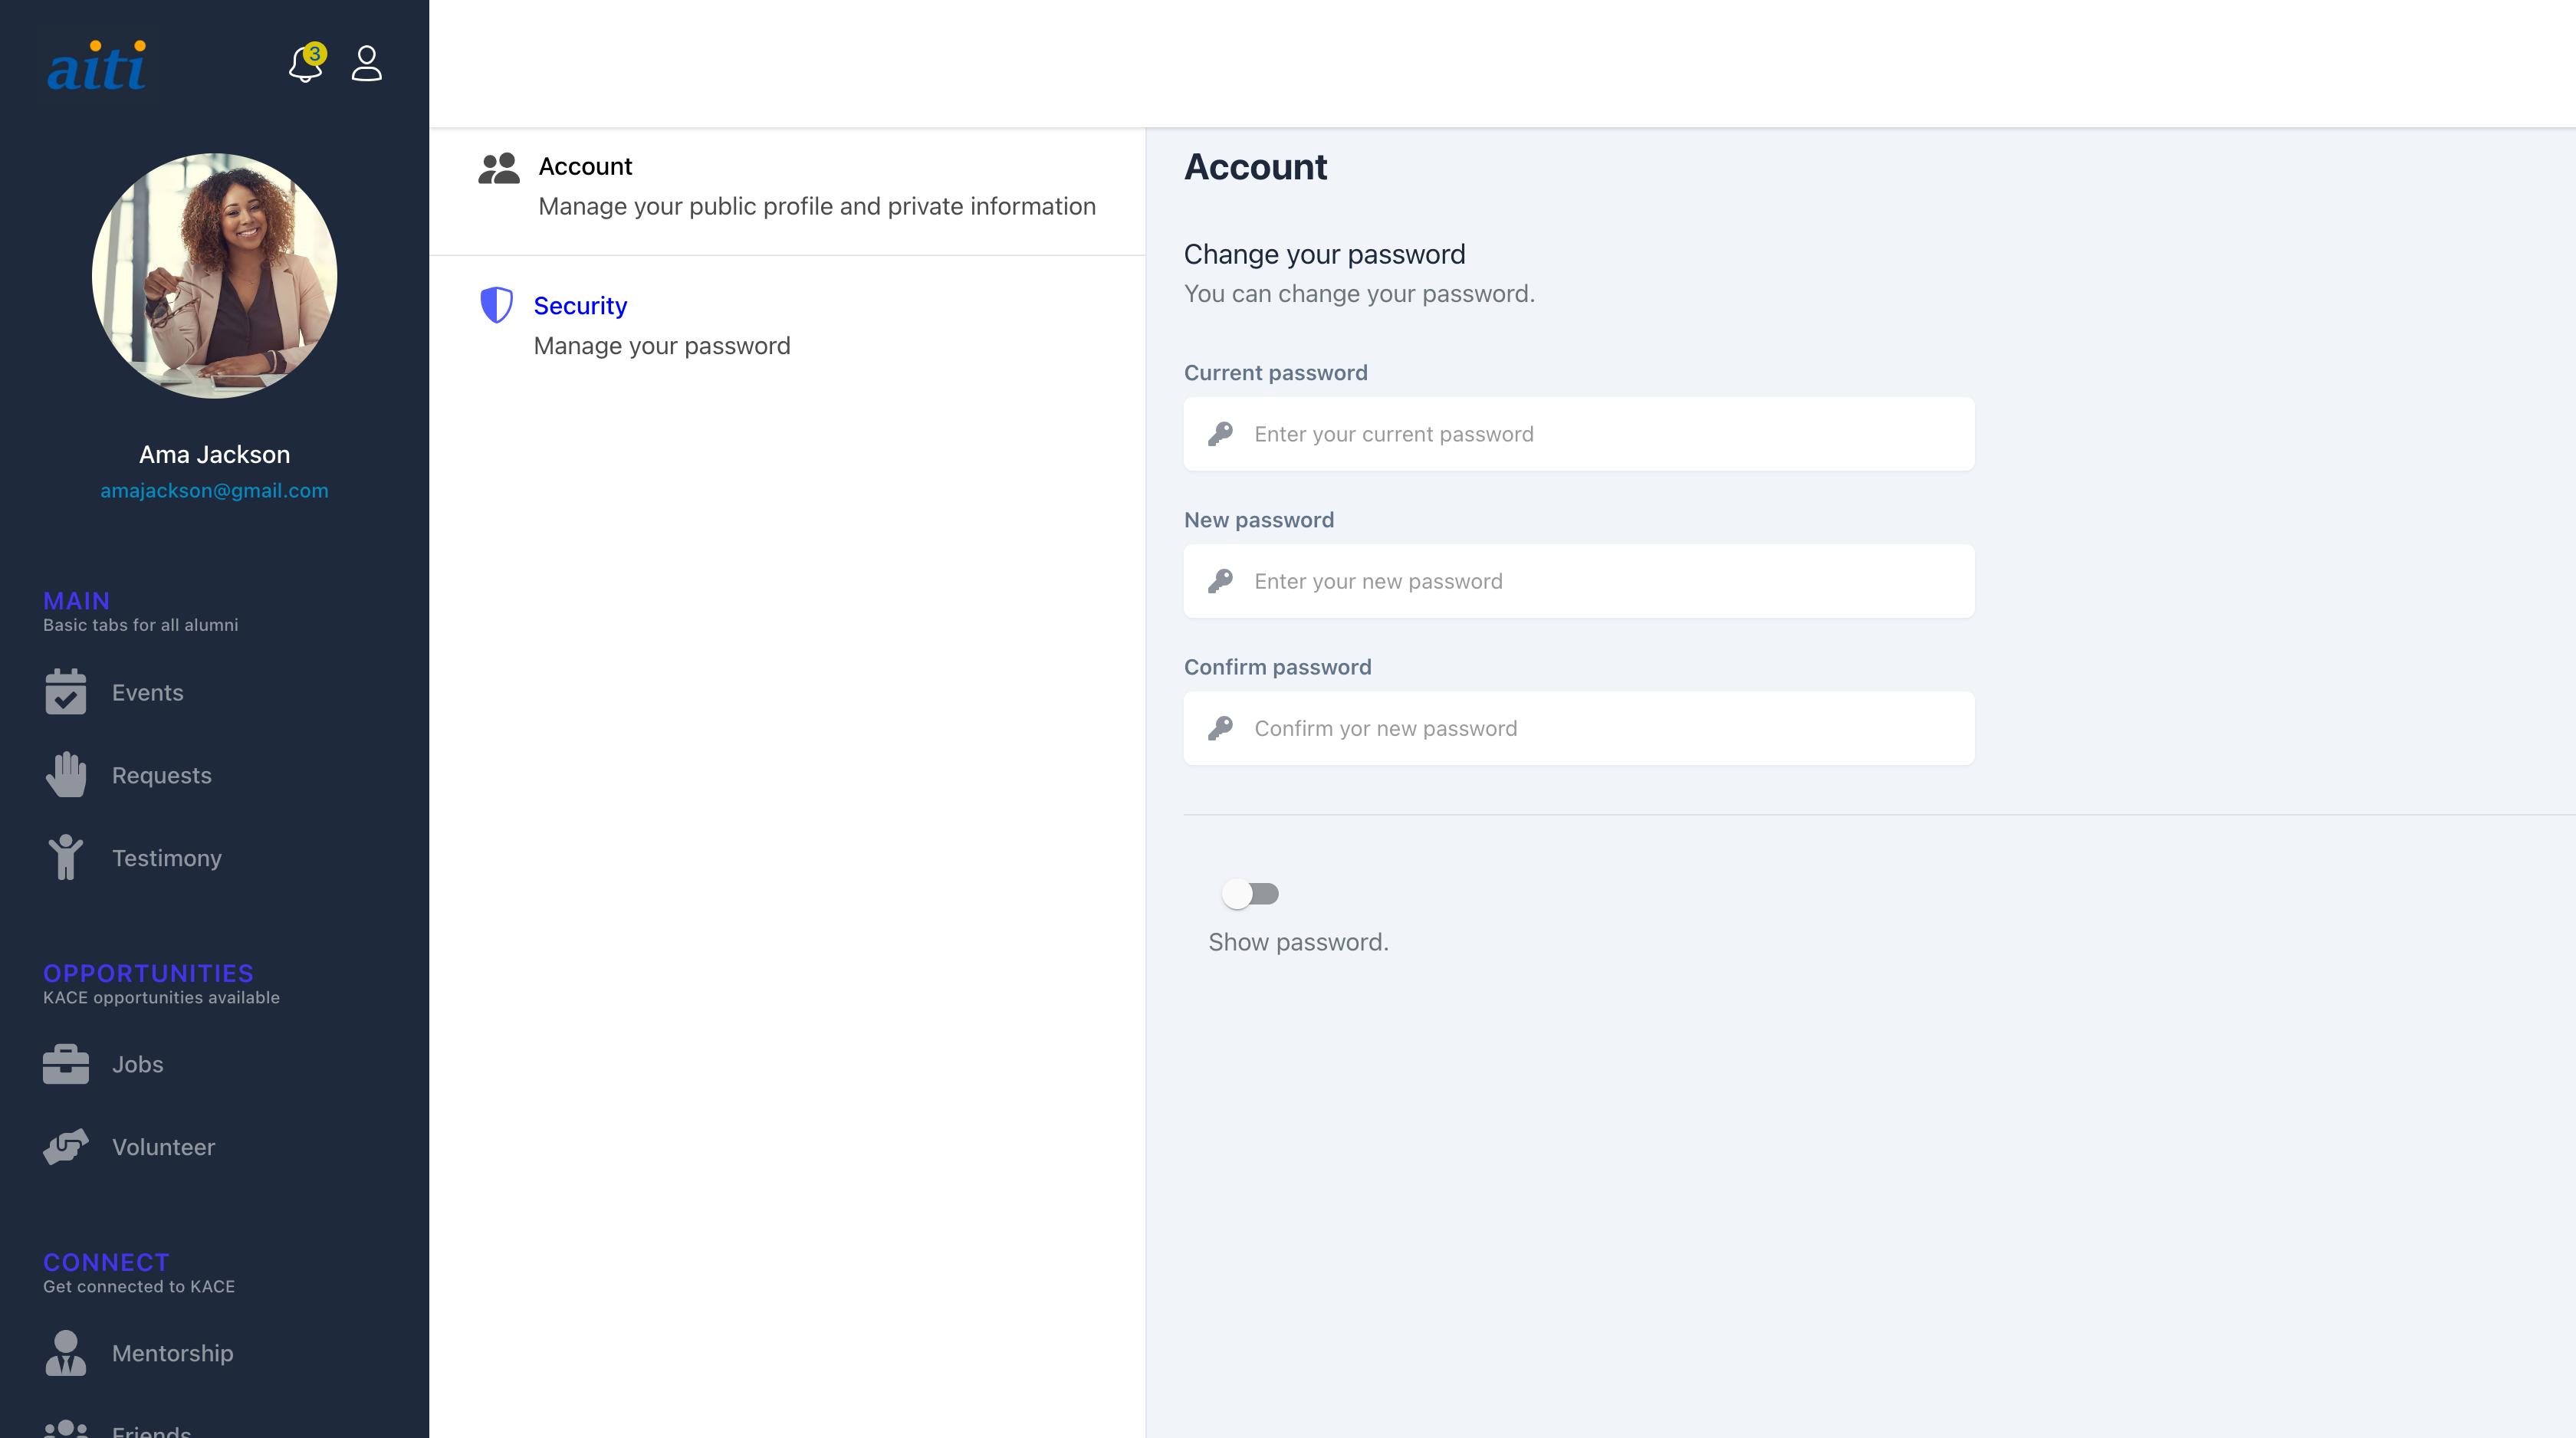 aiti
3
Ama Jackson
amajackson@gmail.com
MAIN
Basic tabs for all alumni
Events
Requests
Testimony
OPPORTUNITIES
KACE opportunities available
Jobs
Volunteer
CONNECT
Get connected to KACE
Mentorship
Friends
Account
Manage your public profile and private information
Security
Manage your password
Account
Change your password
You can change your password.
Current password
Enter your current password
New password
Enter your new password
Confirm password
Confirm yor new password
Show password.